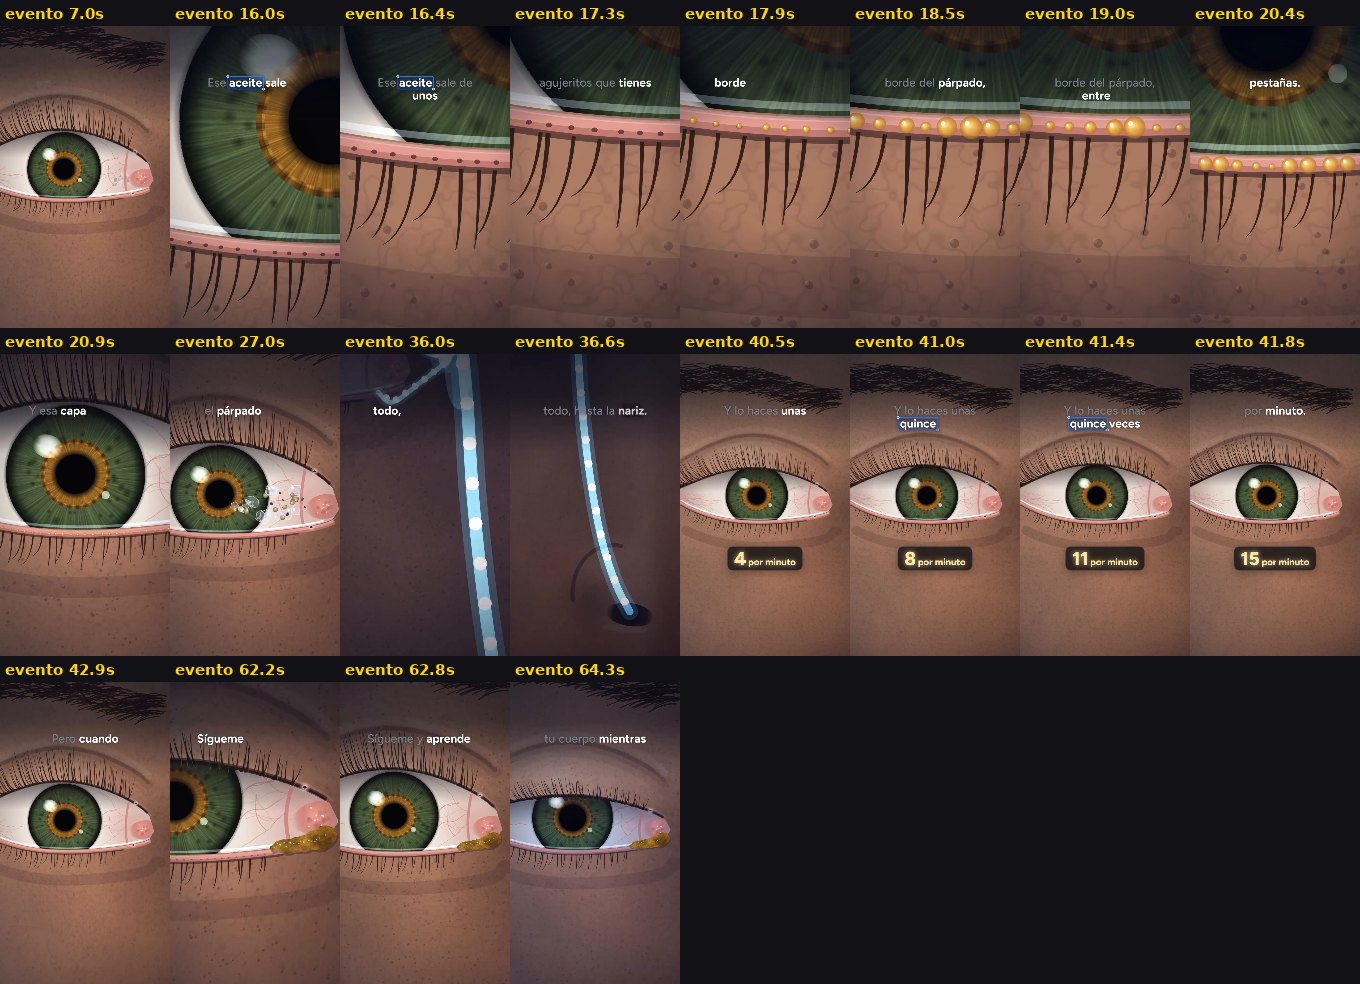 evento 7.0s
evento 16.0s
evento 16.4s
evento 17.3s
evento 17.9s
evento 18.5s
evento 19.0s
evento 20.4s
Ese aceite sale
Ese aceite sale de
unos
agujeritos que tienes
borde
borde del párpado,
borde del párpado,
entre
pestañas.
evento 20.9s
evento 27.0s
evento 36.0s
evento 36.6s
evento 40.5s
evento 41.0s
evento 41.4s
evento 41.8s
Y esa capa
el párpado
todo,
todo, hasta la nariz.
Y lo haces unas
Y lo haces unas
quince
Y lo haces unas
quince veces
por minuto.
4 por minuto
8 por minuto
11 por minuto
15 por minuto
evento 42.9s
evento 62.2s
evento 62.8s
evento 64.3s
Pero cuando
Sígueme
Sígueme y aprende
tu cuerpo mientras